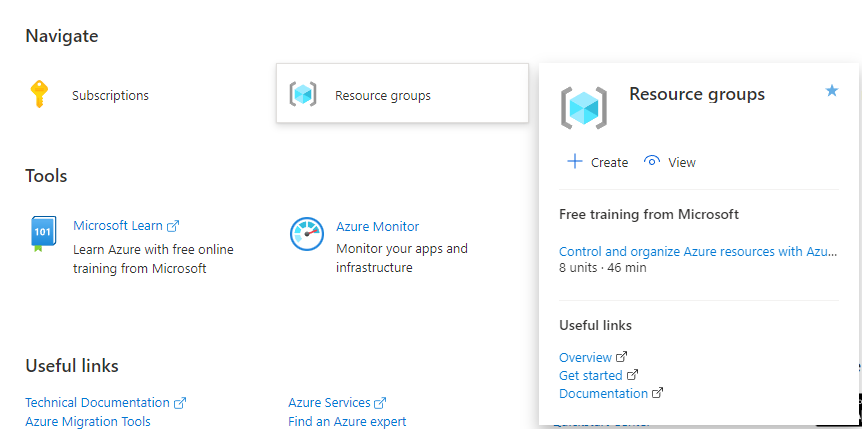 Navigate
Subscriptions
Resource groups
Tools
101
Microsoft Learn
Learn Azure with free online
training from Microsoft
Azure Monitor
Monitor your apps and
infrastructure
Useful links
Technical Documentation
Azure Migration Tools
Azure Services
Find an Azure expert
Resource groups
Create
View
Free training from Microsoft
Control and organize Azure resources with Azu...
8 units · 46 min
Useful links
Overview
Get started
Documentation
Quickstart Center